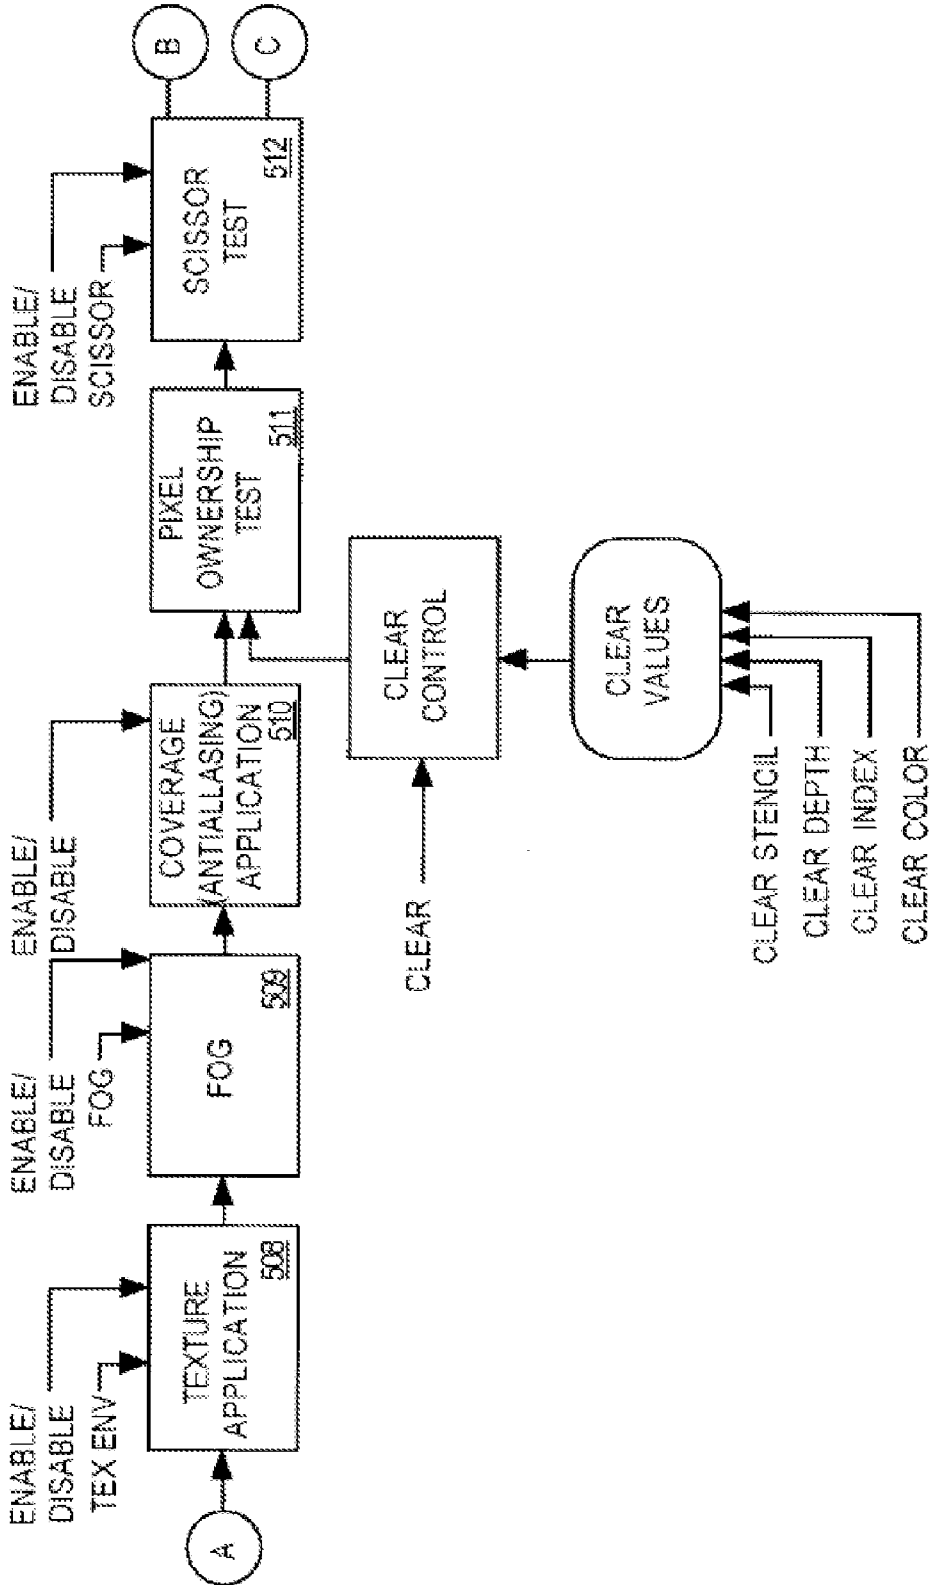 ENABLE/
DISABLE
TEX ENV
ENABLE/
DISABLE
FOG
ENABLE/
DISABLE
ENABLE/
DISABLE
SCISSOR
A
TEXTURE
APPLICATION
508
FOG
509
COVERAGE
(ANTIALLASING)
APPLICATION
510
PIXEL
OWNERSHIP
TEST
511
SCISSOR
TEST
512
B
C
CLEAR
CLEAR
CONTROL
CLEAR
VALUES
CLEAR STENCIL
CLEAR DEPTH
CLEAR INDEX
CLEAR COLOR